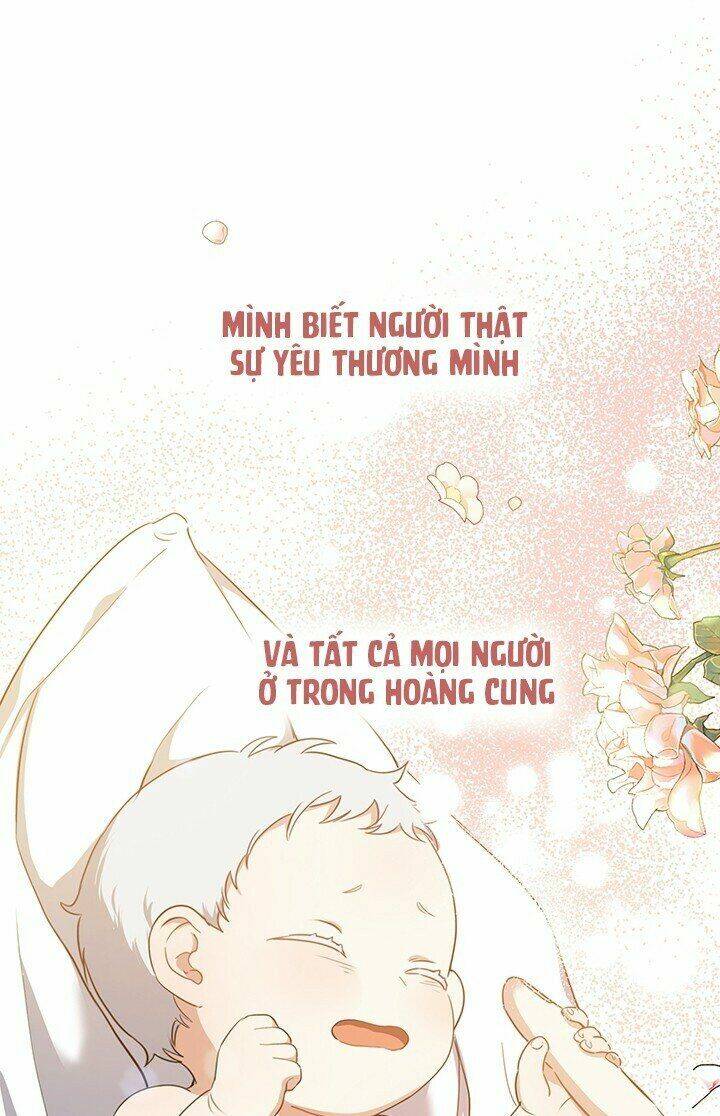 MÌNH BIẾT NGƯỜI THẬT
SỰ YÊU THƯƠNG MÌNH
VÀ TẤT CẢ MỌI NGƯỜI
Ở TRONG HOÀNG CUNG